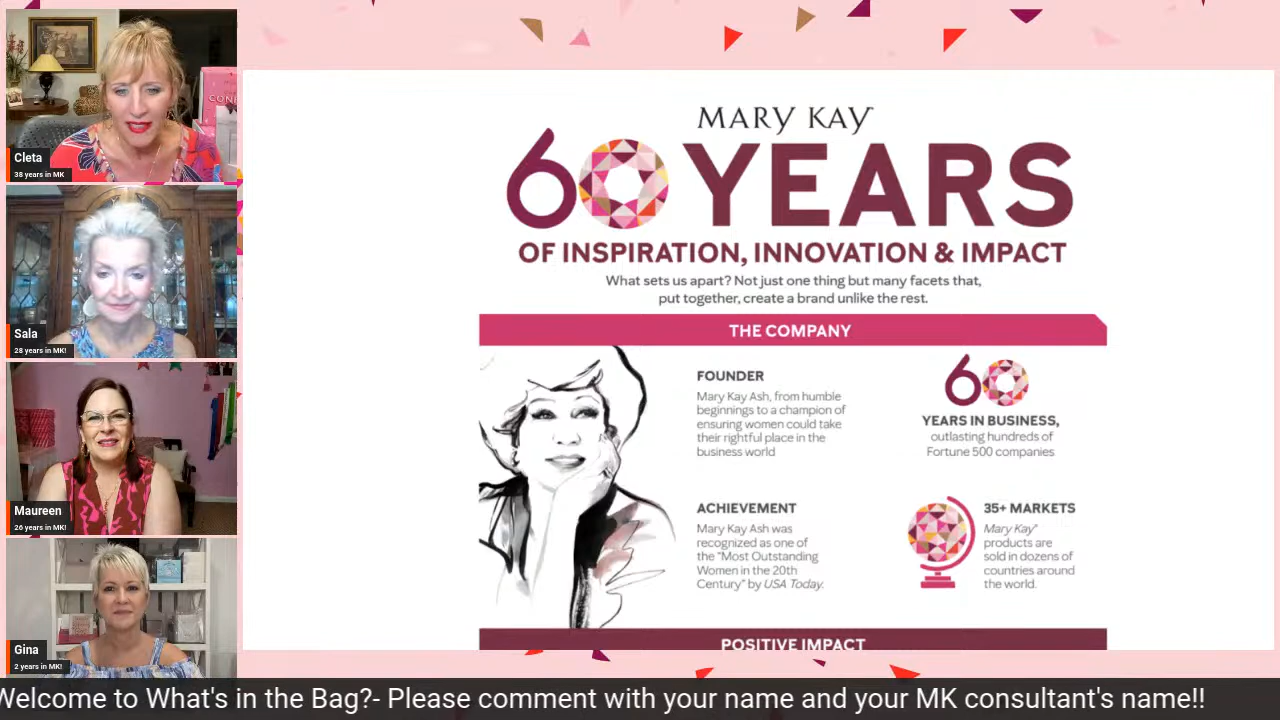 Cleta
38 years in MK
Sala
28 years in MK!
Maureen
26 years in MK!
Gina
2 years in MK!
MARY KAY
60 YEARS
OF INSPIRATION, INNOVATION & IMPACT
What sets us apart? Not just one thing but many facets that,
put together, create a brand unlike the rest.
THE COMPANY
FOUNDER
Mary Kay Ash, from humble
beginnings to a champion of
ensuring women could take
their rightful place in the
business world
60
YEARS IN BUSINESS,
outlasting hundreds of
Fortune 500 companies
ACHIEVEMENT
Mary Kay Ash was
recognized as one of
the "Most Outstanding
Women in the 20th
Century" by USA Today.
35+ MARKETS
Mary Kay®
products are
sold in dozens of
countries around
the world.
POSITIVE IMPACT
Welcome to What's in the Bag?- Please comment with your name and your MK consultant's name!!